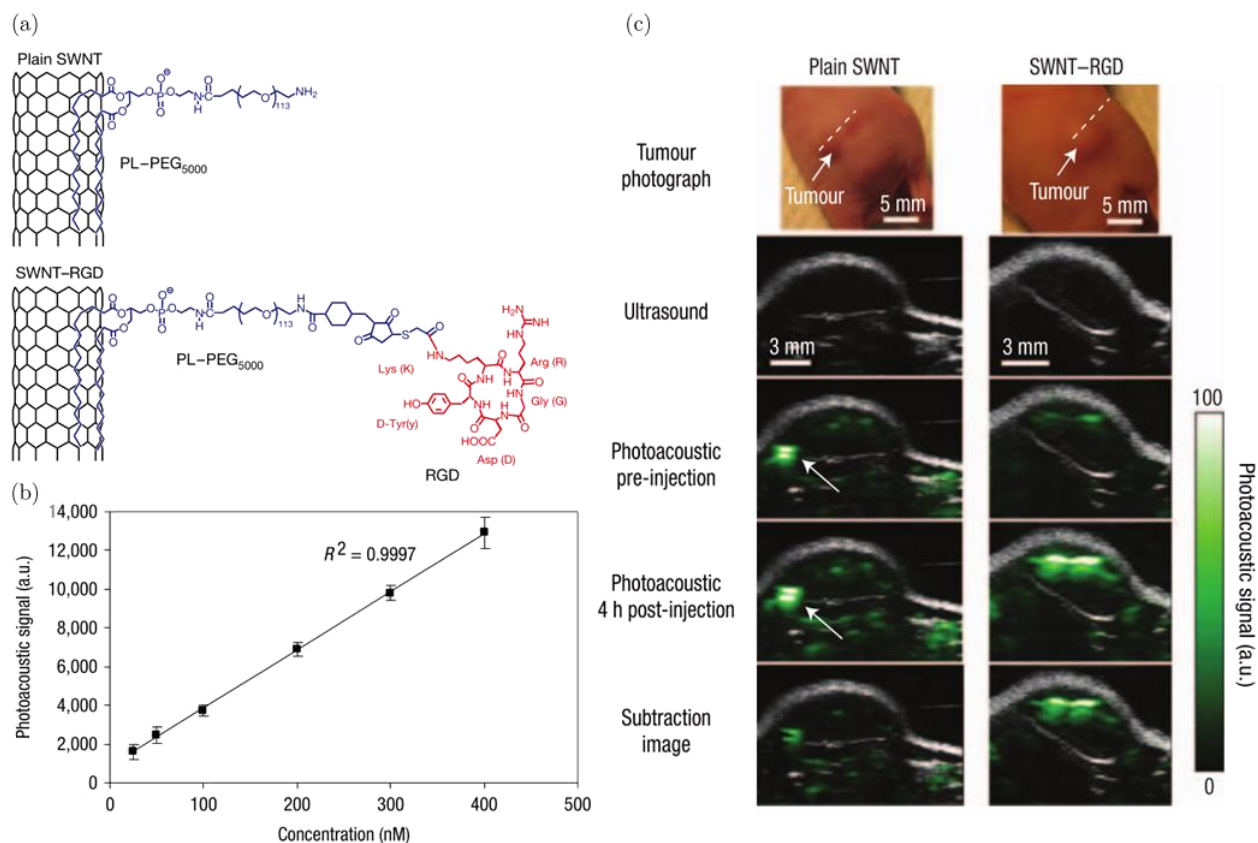 (a)
Plain SWNT
O
O
O
O
O
P
O
O
⊖
O
N
H
O
O
113
NH₂
PL–PEG₅₀₀₀
SWNT–RGD
O
O
O
O
O
P
O
O
⊖
O
N
H
O
O
113
H
N
O
O
O
S
O
NH
PL–PEG₅₀₀₀
Lys (K)
H₂N
NH
HN
Arg (R)
O
H
N
O
NH
O
NH
Gly (G)
HO
D-Tyr(y)
NH
O
H
N
O
HOOC
Asp (D)
RGD
(b)
14,000
12,000
10,000
8,000
6,000
4,000
2,000
0
Photoacoustic signal (a.u.)
R² = 0.9997
0
100
200
300
400
500
Concentration (nM)
(c)
Plain SWNT
SWNT–RGD
Tumour
photograph
Tumour
5 mm
Tumour
5 mm
Ultrasound
3 mm
3 mm
Photoacoustic
pre-injection
Photoacoustic
4 h post-injection
Subtraction
image
100
Photoacoustic signal (a.u.)
0